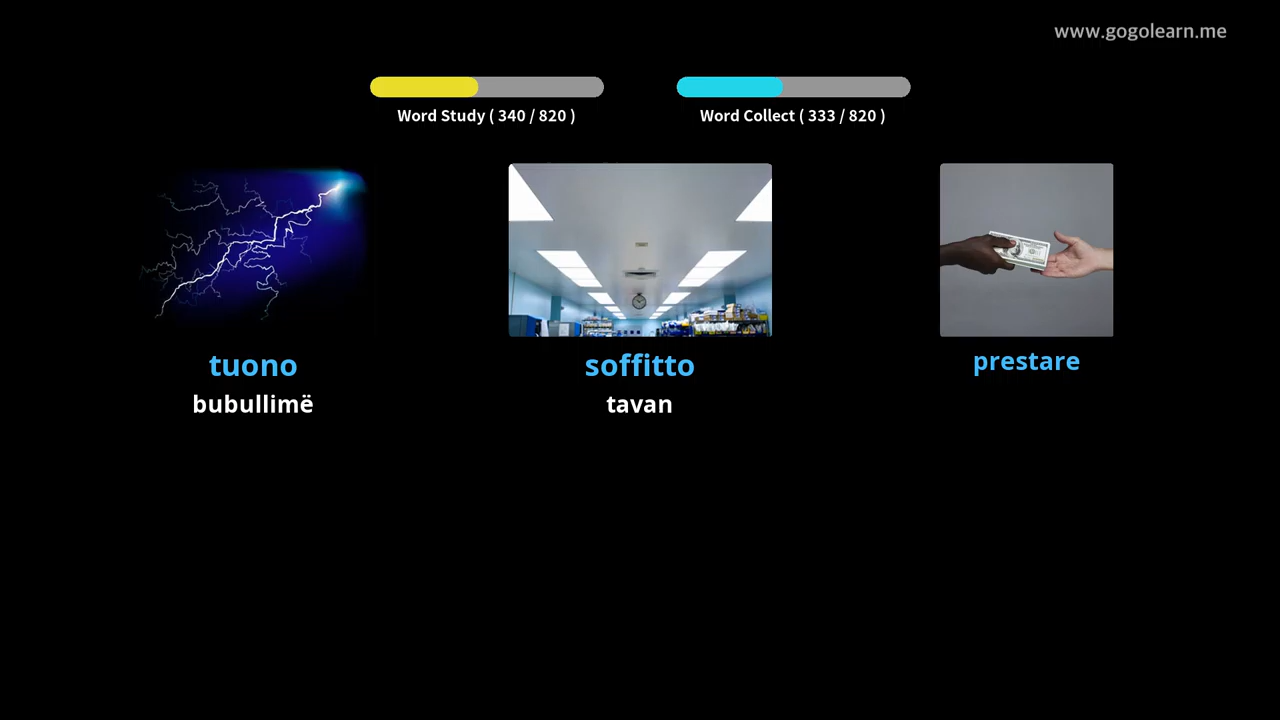 www.gogolearn.me
Word Study ( 340 / 820 )
Word Collect ( 333 / 820 )
tuono
bubullimë
soffitto
tavan
prestare